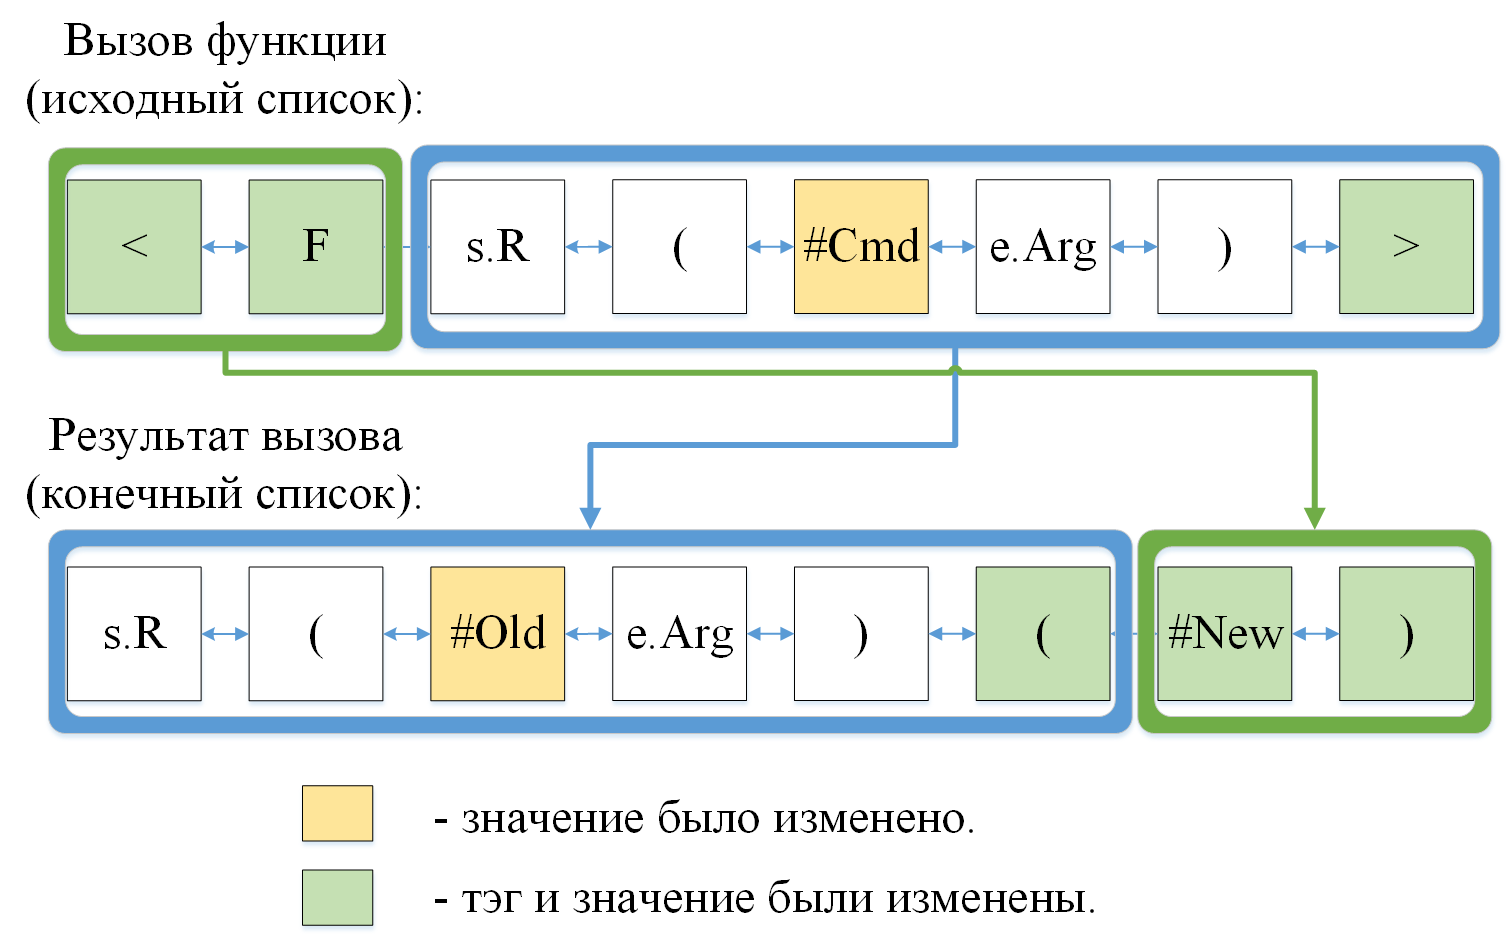 Вызов функции
(исходный список):
< F s.R ( #Cmd e.Arg ) >
Результат вызова
(конечный список):
s.R ( #Old e.Arg ) ( #New )
- значение было изменено.
- тэг и значение были изменены.